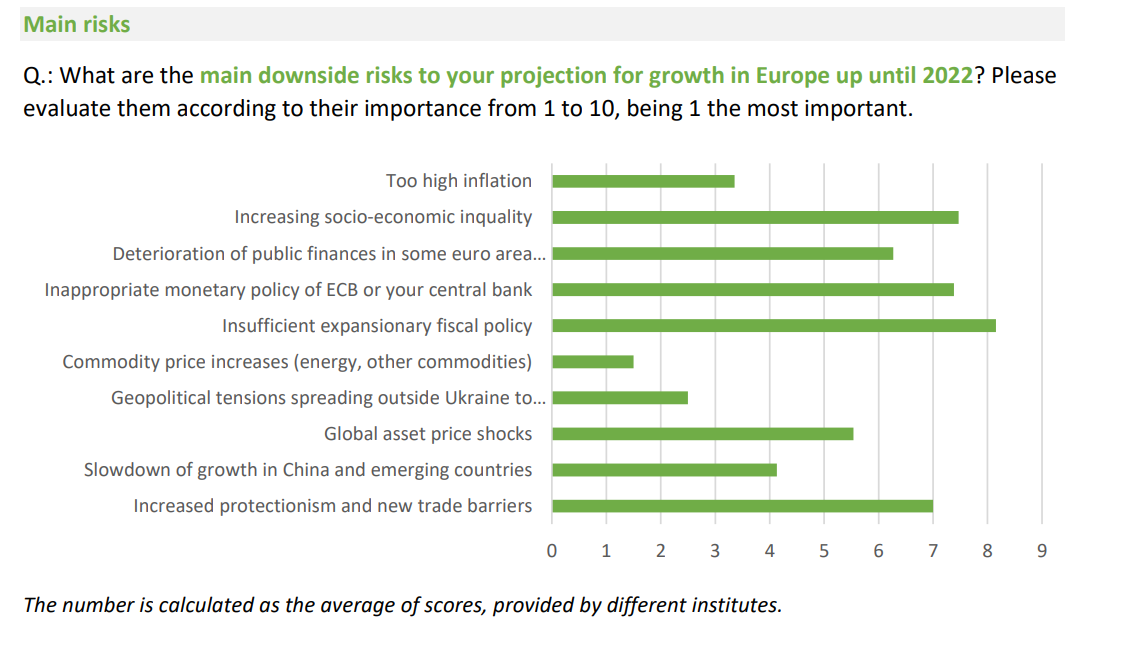 Main risks
Q.: What are the main downside risks to your projection for growth in Europe up until 2022? Please
evaluate them according to their importance from 1 to 10, being 1 the most important.
Too high inflation
Increasing socio-economic inquality
Deterioration of public finances in some euro area...
Inappropriate monetary policy of ECB or your central bank
Insufficient expansionary fiscal policy
Commodity price increases (energy, other commodities)
Geopolitical tensions spreading outside Ukraine to...
Global asset price shocks
Slowdown of growth in China and emerging countries
Increased protectionism and new trade barriers
0 1 2 3 4 5 6 7 8 9
The number is calculated as the average of scores, provided by different institutes.